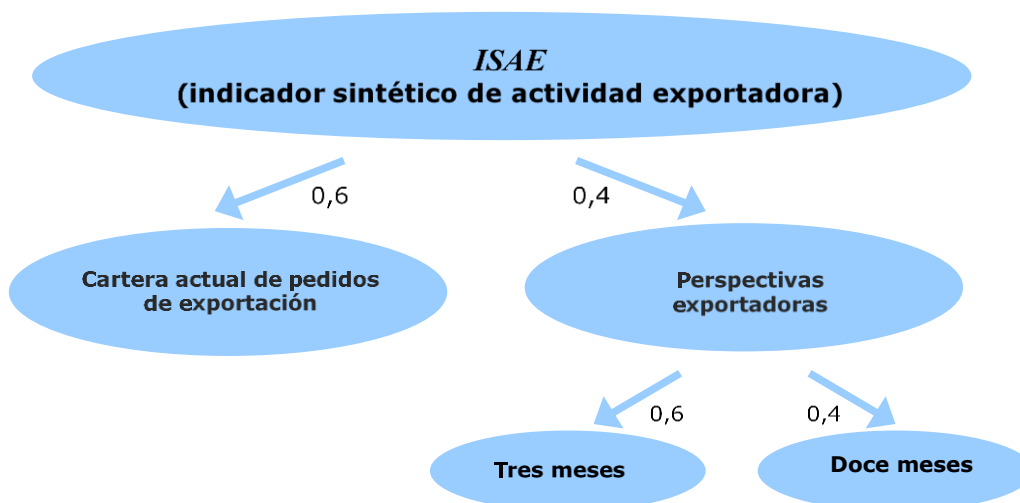 ISAE
(indicador sintético de actividad exportadora)
0,6
0,4
Cartera actual de pedidos
de exportación
Perspectivas
exportadoras
0,6
0,4
Tres meses
Doce meses